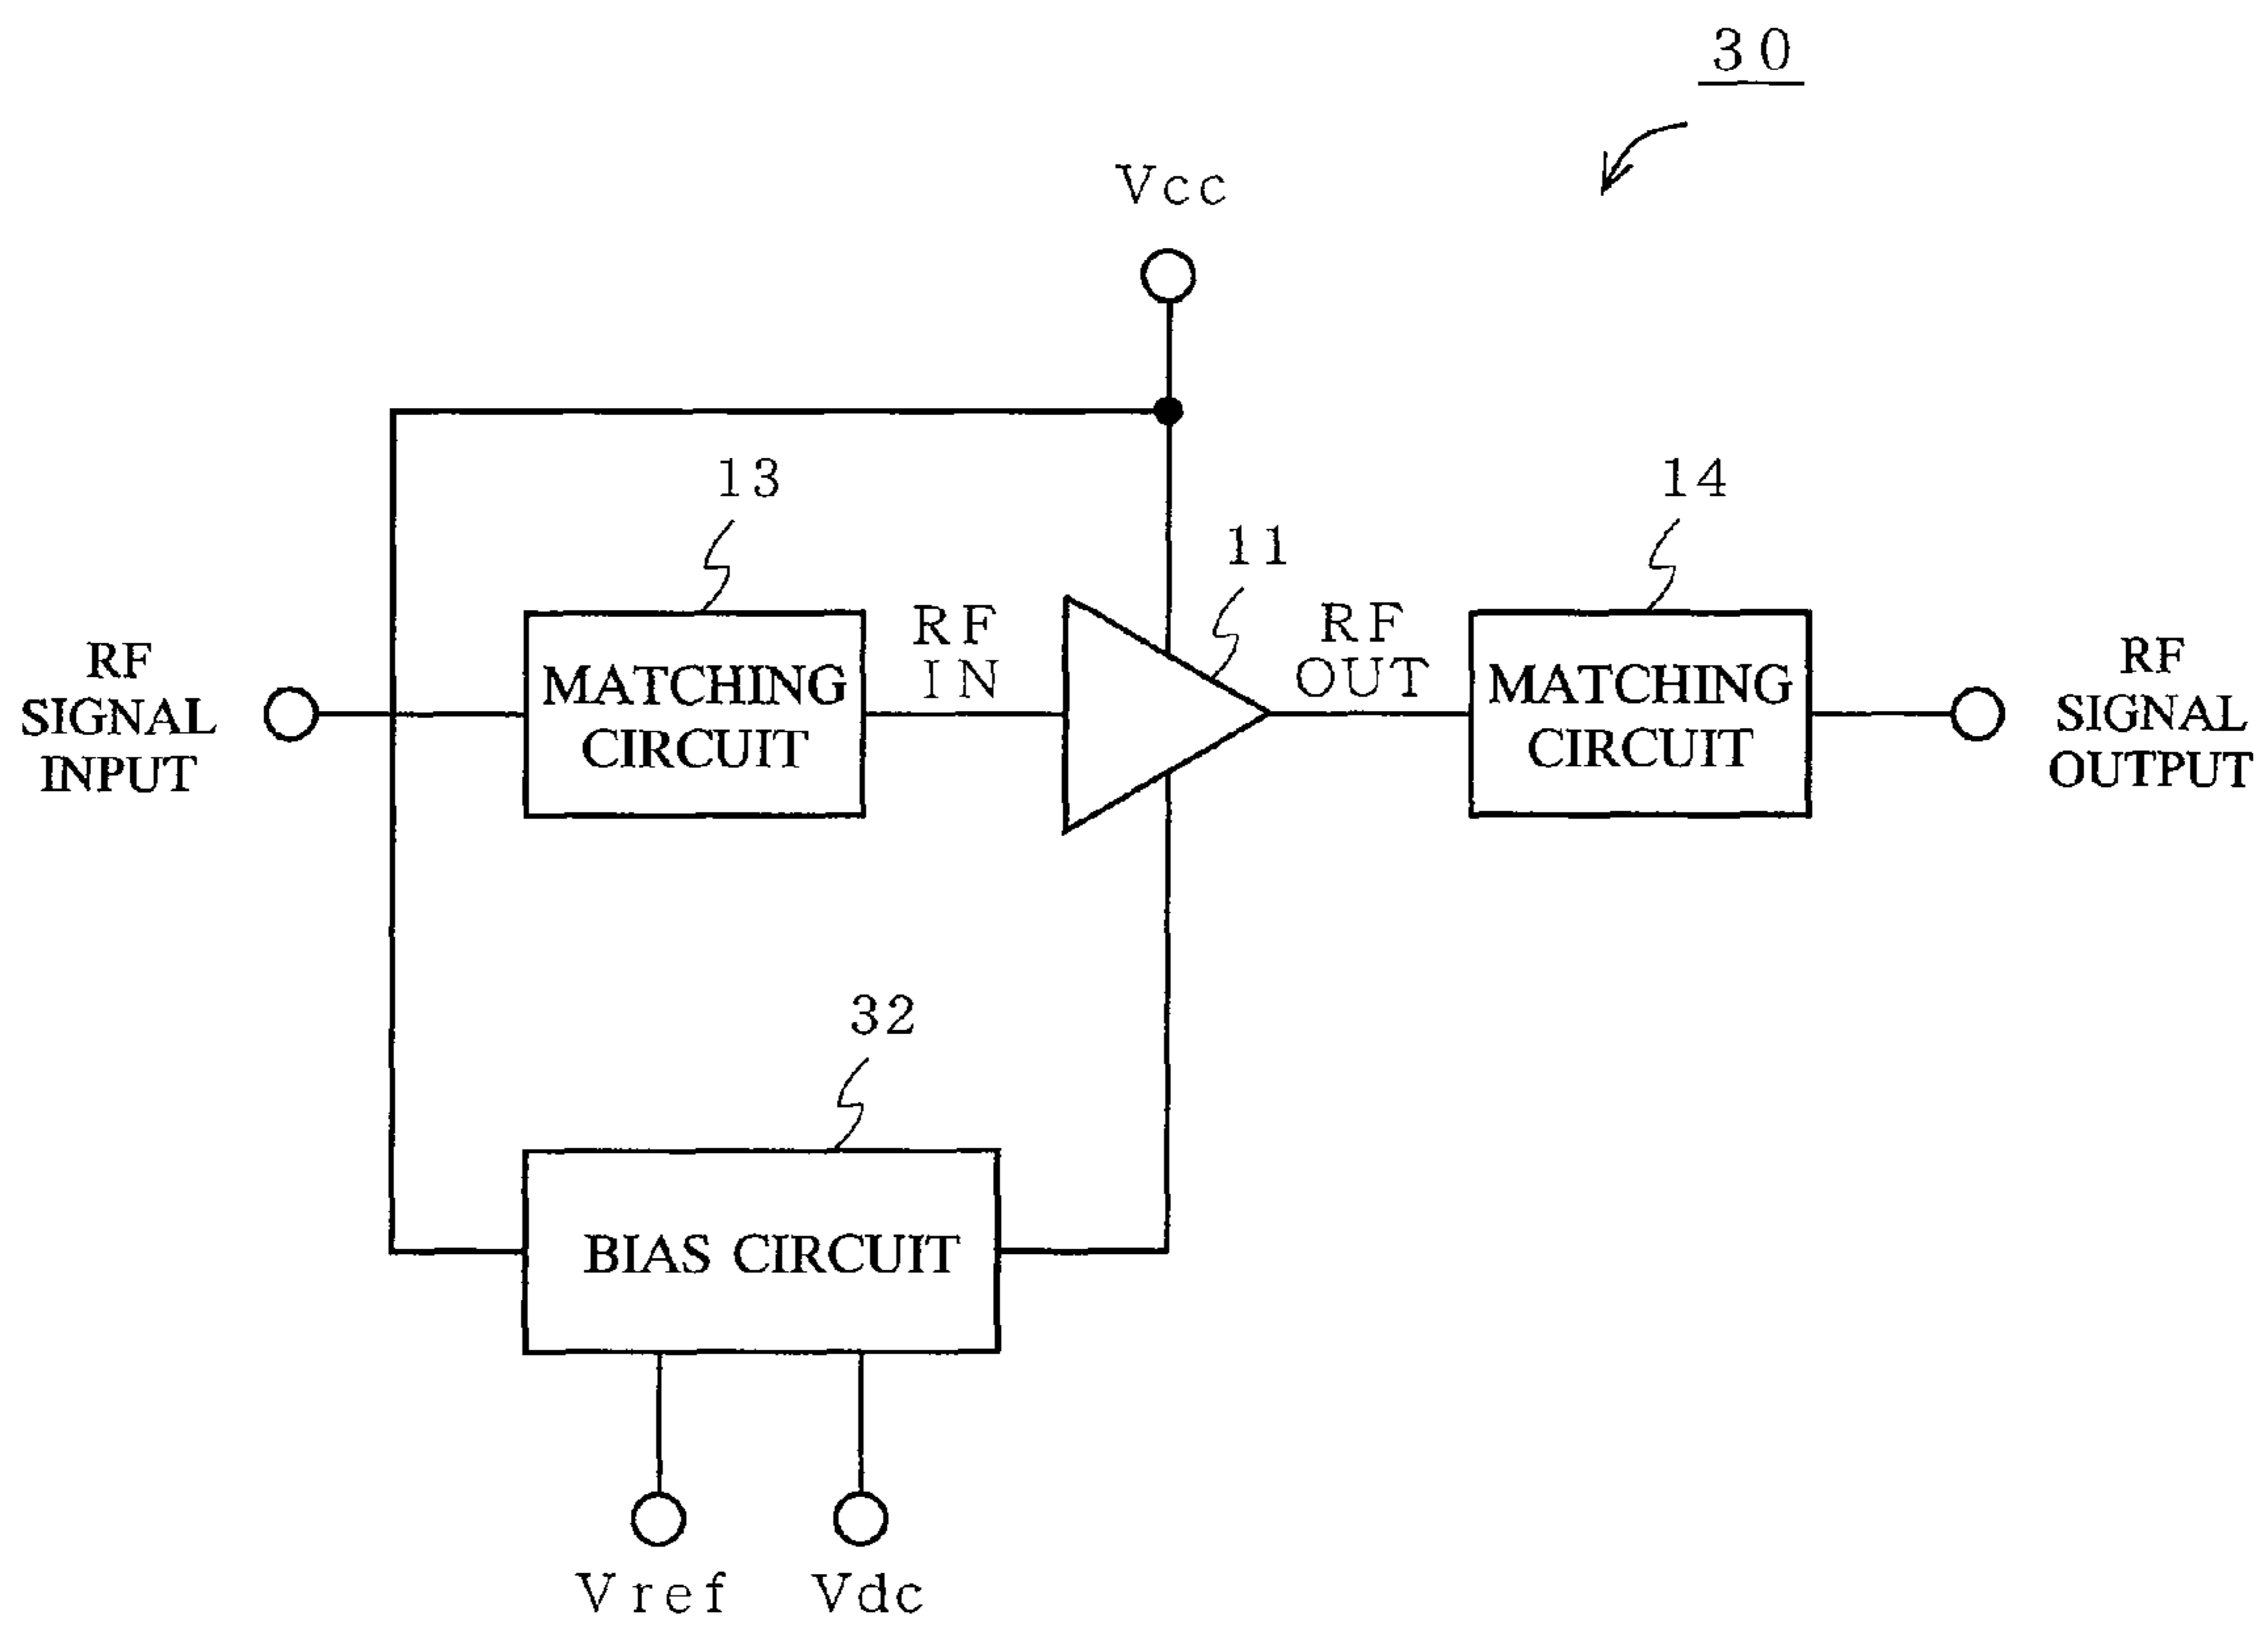 30
Vcc
13
14
11
RF
IN
RF
OUT
RF
SIGNAL
INPUT
MATCHING
CIRCUIT
MATCHING
CIRCUIT
RF
SIGNAL
OUTPUT
32
BIAS CIRCUIT
Vref
Vdc